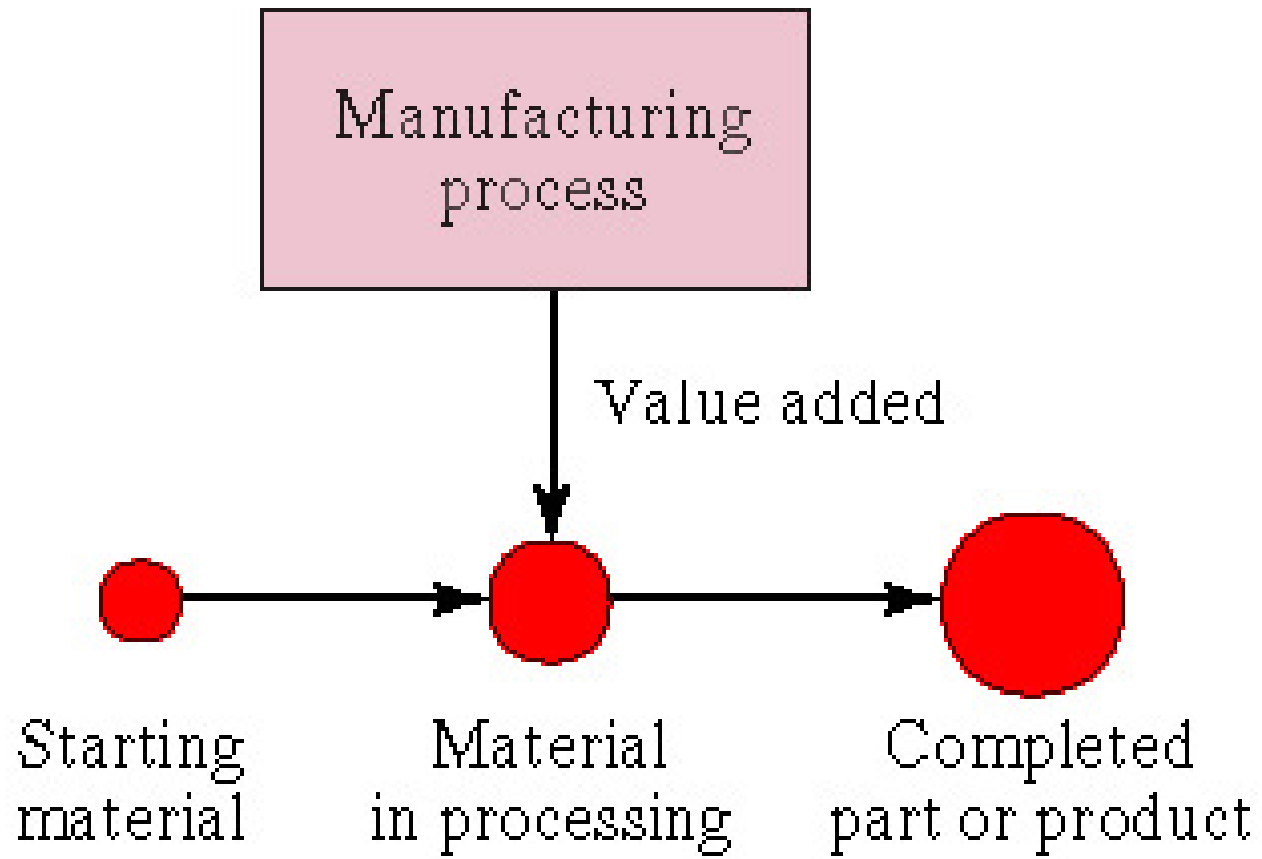 Manufacturing
process
Value added
Starting
material
Material
in processing
Completed
part or product